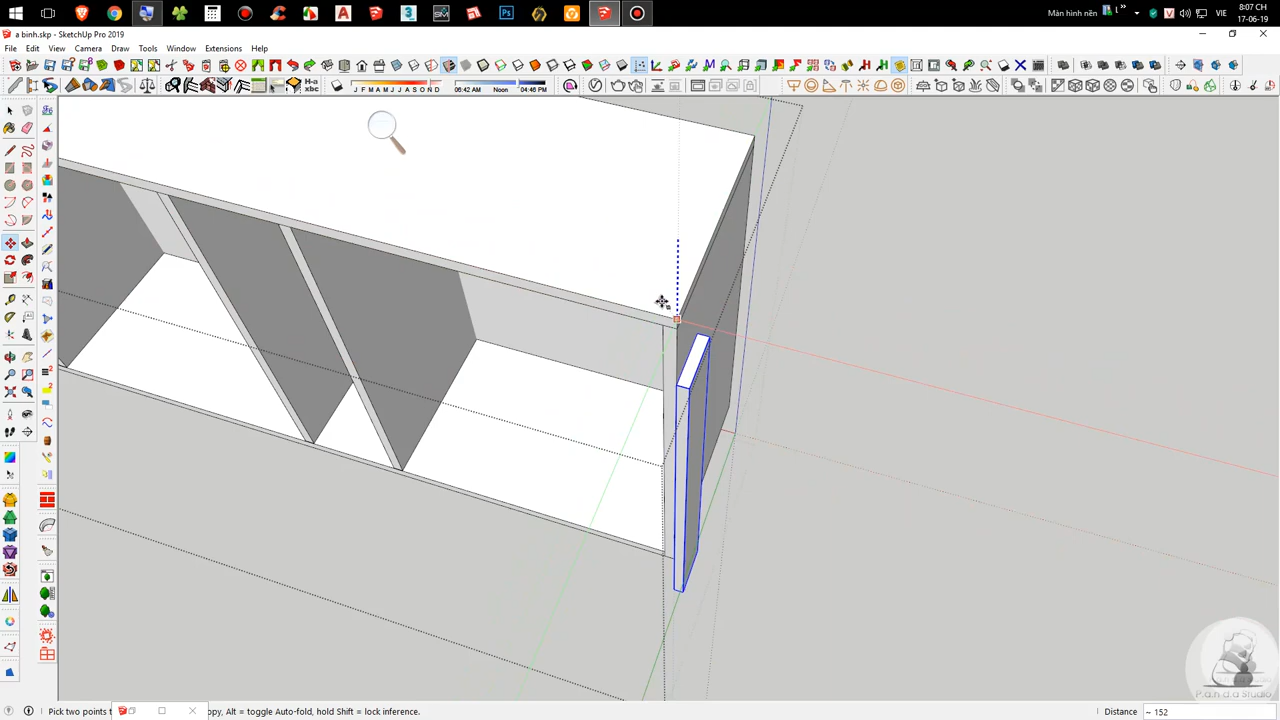 8:07 CH
Màn hình nền
VIE
17-06-19
a binh.skp - SketchUp Pro 2019
File Edit View Camera Draw Tools Window Extensions Help
H-a
xbc
J F M A M J J A S O N D
06:42 AM Noon 04:46 PM
P.a.n.d.a Studio
Pick two points t
opy, Alt = toggle Auto-fold, hold Shift = lock inference.
Distance ~ 152